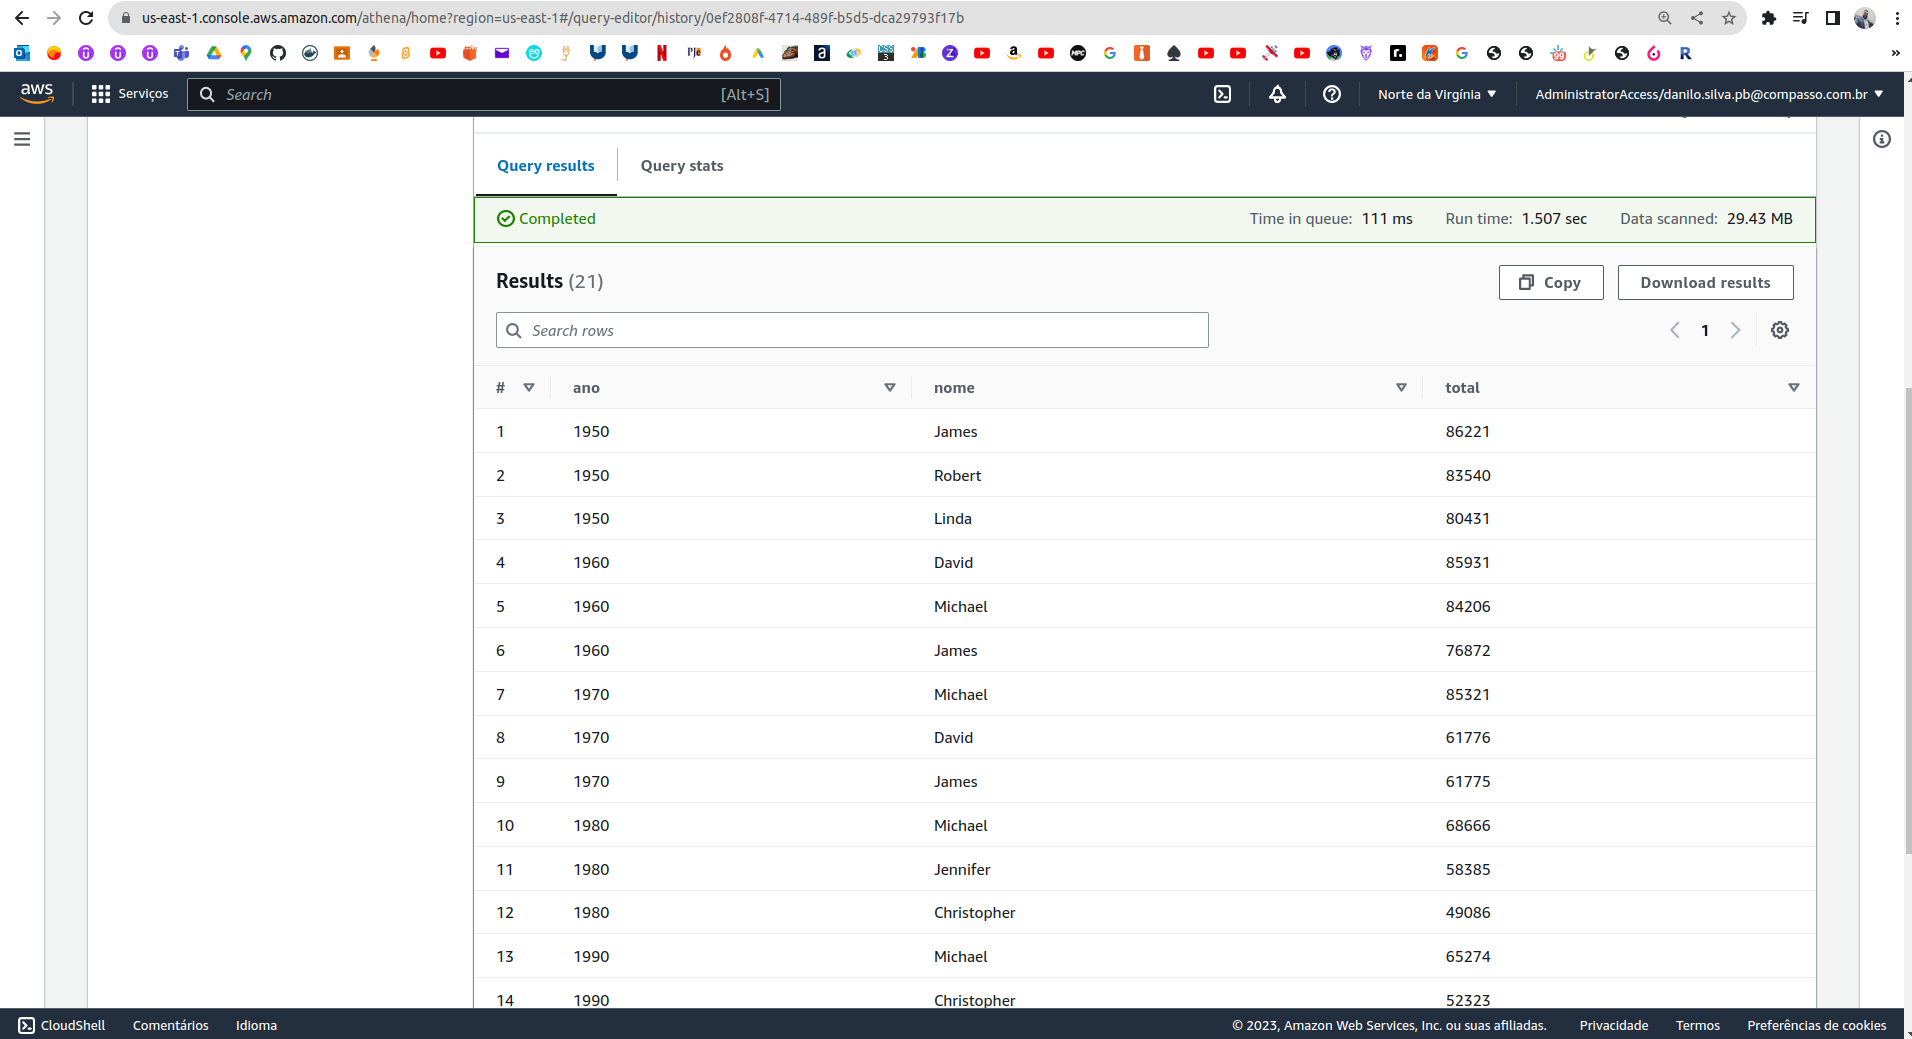 us-east-1.console.aws.amazon.com/athena/home?region=us-east-1#/query-editor/history/0ef2808f-4714-489f-b5d5-dca29793f17b
aws Serviços Search [Alt+S] Norte da Virgínia AdministratorAccess/danilo.silva.pb@compasso.com.br
Query results Query stats
Completed Time in queue: 111 ms Run time: 1.507 sec Data scanned: 29.43 MB
Results (21) Copy Download results
Search rows 1
# ano nome total
1 1950 James 86221
2 1950 Robert 83540
3 1950 Linda 80431
4 1960 David 85931
5 1960 Michael 84206
6 1960 James 76872
7 1970 Michael 85321
8 1970 David 61776
9 1970 James 61775
10 1980 Michael 68666
11 1980 Jennifer 58385
12 1980 Christopher 49086
13 1990 Michael 65274
14 1990 Christopher 52323
CloudShell Comentários Idioma © 2023, Amazon Web Services, Inc. ou suas afiliadas. Privacidade Termos Preferências de cookies